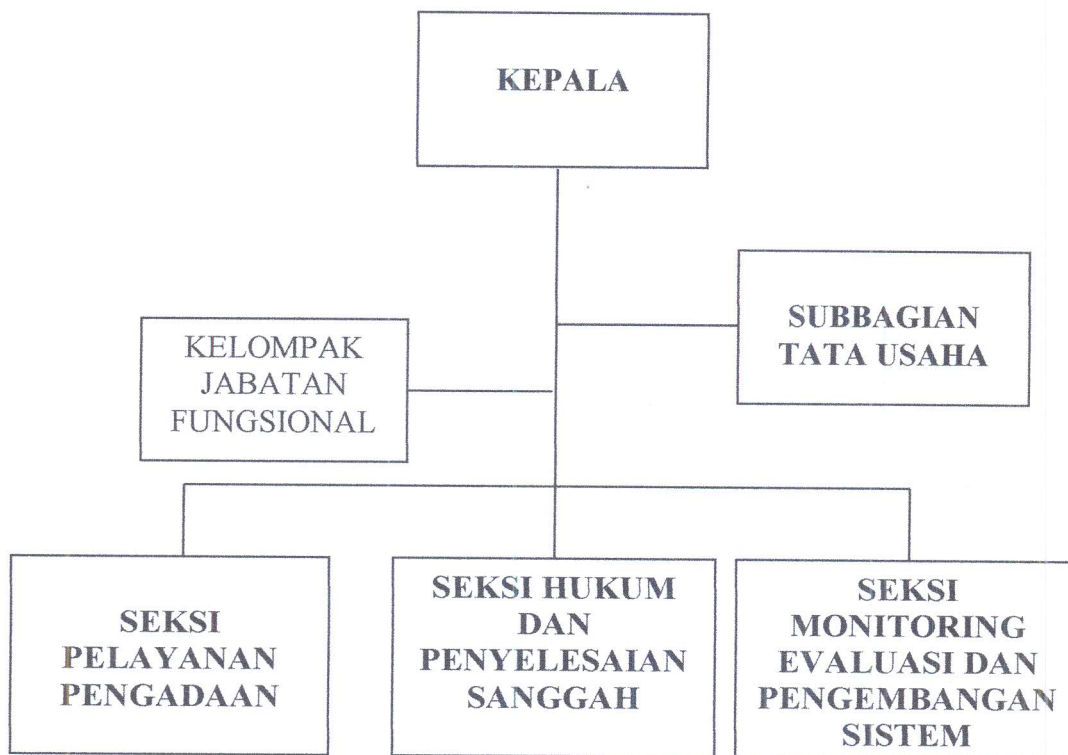 KEPALA
SUBBAGIAN
TATA USAHA
KELOMPAK
JABATAN
FUNGSIONAL
SEKSI
PELAYANAN
PENGADAAN
SEKSI HUKUM
DAN
PENYELESAIAN
SANGGAH
SEKSI
MONITORING
EVALUASI DAN
PENGEMBANGAN
SISTEM